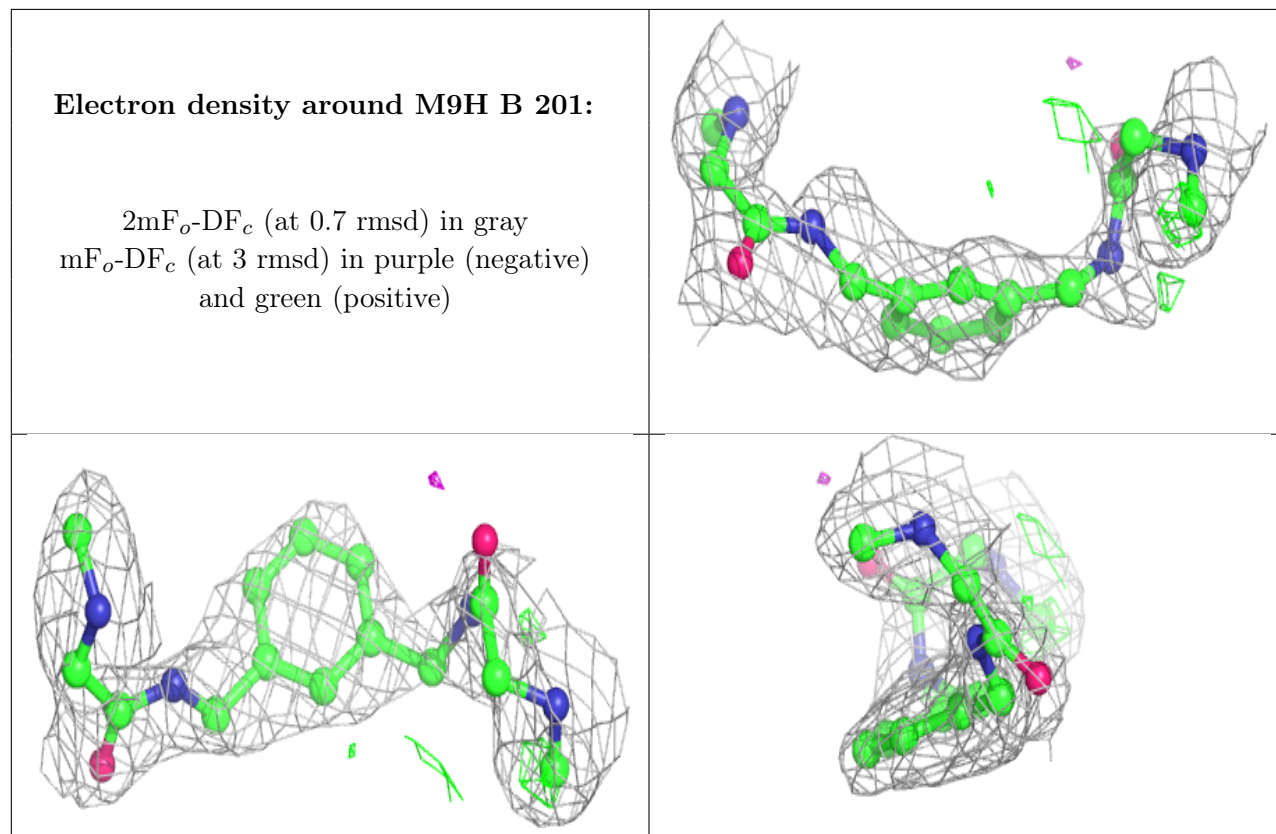 Electron density around M9H B 201:
2mFo-DFc (at 0.7 rmsd) in gray
mFo-DFc (at 3 rmsd) in purple (negative)
and green (positive)